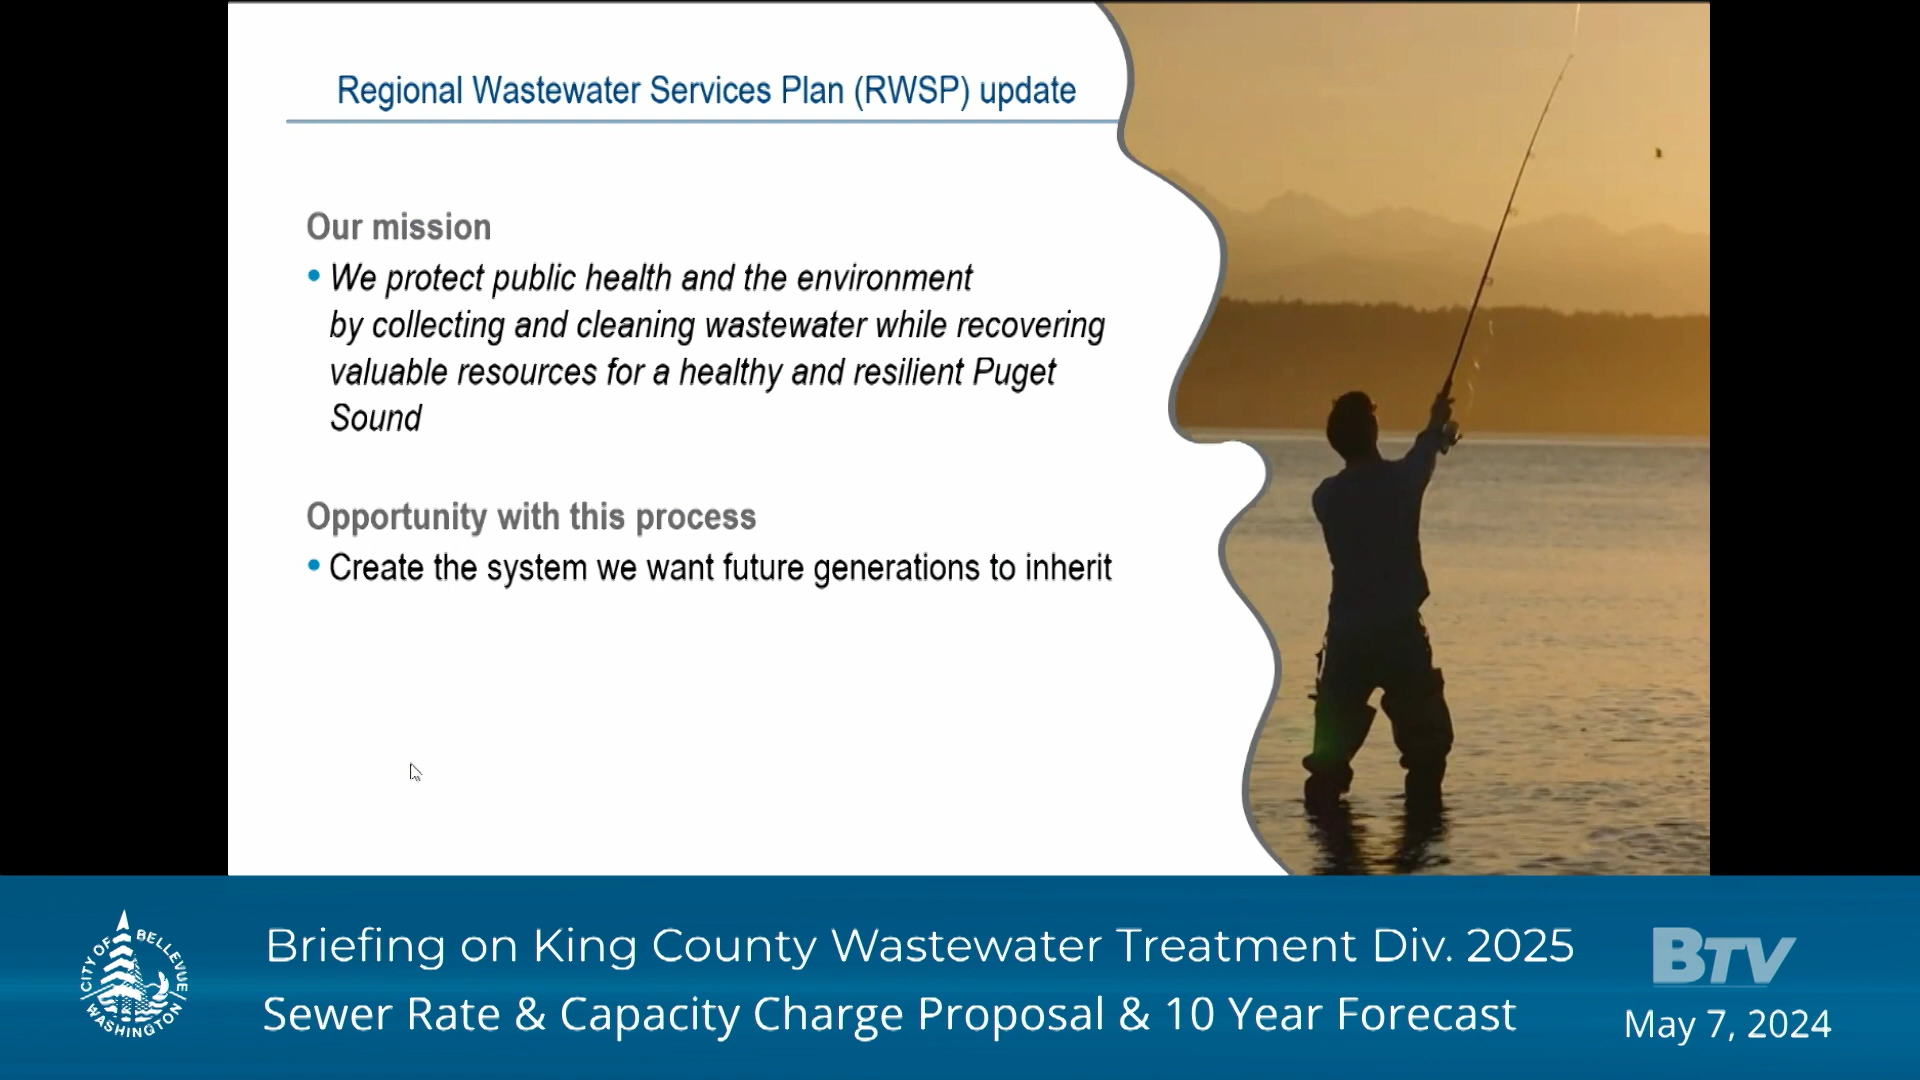 Regional Wastewater Services Plan (RWSP) update
Our mission
• We protect public health and the environment
by collecting and cleaning wastewater while recovering
valuable resources for a healthy and resilient Puget
Sound
Opportunity with this process
• Create the system we want future generations to inherit
CITY OF BELLEVUE
WASHINGTON
Briefing on King County Wastewater Treatment Div. 2025
Sewer Rate & Capacity Charge Proposal & 10 Year Forecast
BTV
May 7, 2024